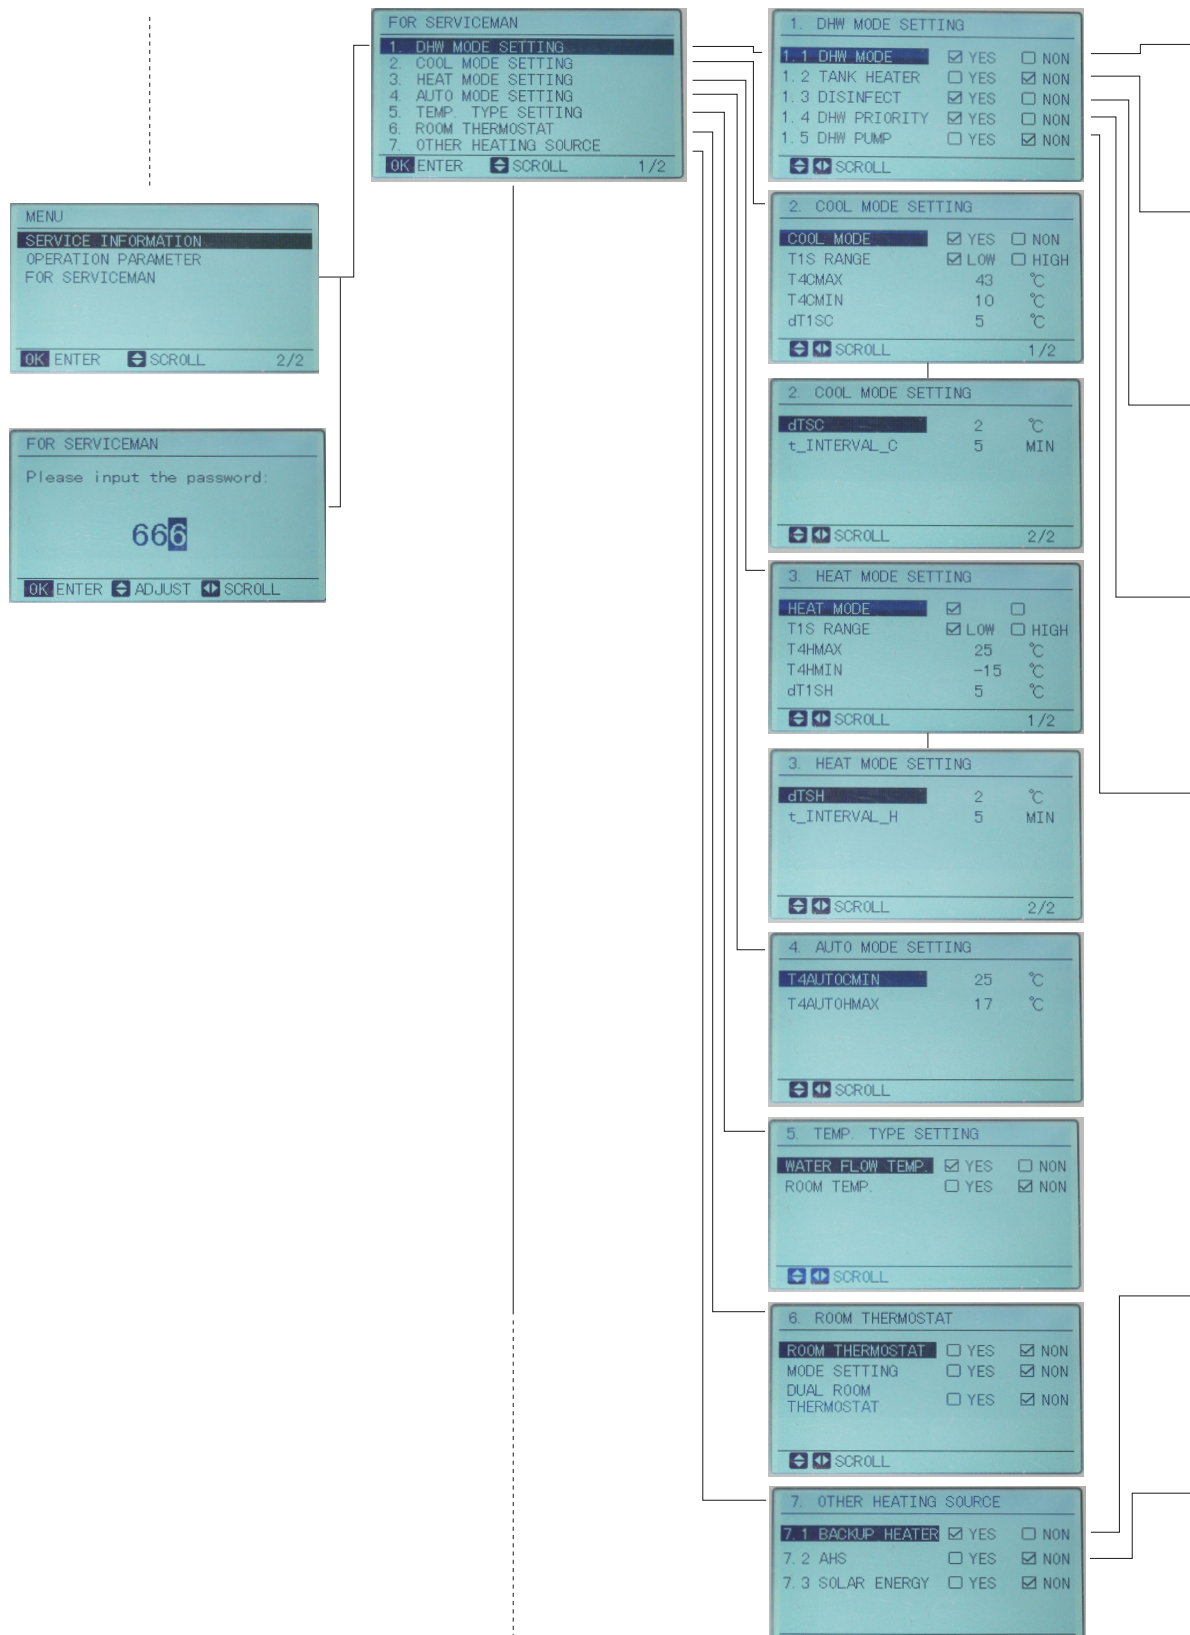 MENU
SERVICE INFORMATION
OPERATION PARAMETER
FOR SERVICEMAN
OK ENTER SCROLL 2/2
FOR SERVICEMAN
Please input the password:
666
OK ENTER ADJUST SCROLL
FOR SERVICEMAN
1. DHW MODE SETTING
2. COOL MODE SETTING
3. HEAT MODE SETTING
4. AUTO MODE SETTING
5. TEMP. TYPE SETTING
6. ROOM THERMOSTAT
7. OTHER HEATING SOURCE
OK ENTER SCROLL 1/2
1. DHW MODE SETTING
1.1 DHW MODE YES NON
1.2 TANK HEATER YES NON
1.3 DISINFECT YES NON
1.4 DHW PRIORITY YES NON
1.5 DHW PUMP YES NON
SCROLL
2. COOL MODE SETTING
COOL MODE YES NON
T1S RANGE LOW HIGH
T4CMAX 43 ℃
T4CMIN 10 ℃
dT1SC 5 ℃
SCROLL 1/2
2. COOL MODE SETTING
dTSC 2 ℃
t_INTERVAL_C 5 MIN
SCROLL 2/2
3. HEAT MODE SETTING
HEAT MODE
T1S RANGE LOW HIGH
T4HMAX 25 ℃
T4HMIN -15 ℃
dT1SH 5 ℃
SCROLL 1/2
3. HEAT MODE SETTING
dTSH 2 ℃
t_INTERVAL_H 5 MIN
SCROLL 2/2
4. AUTO MODE SETTING
T4AUTOCMIN 25 ℃
T4AUTOHMAX 17 ℃
SCROLL
5. TEMP. TYPE SETTING
WATER FLOW TEMP. YES NON
ROOM TEMP. YES NON
SCROLL
6. ROOM THERMOSTAT
ROOM THERMOSTAT YES NON
MODE SETTING YES NON
DUAL ROOM
THERMOSTAT YES NON
SCROLL
7. OTHER HEATING SOURCE
7.1 BACKUP HEATER YES NON
7.2 AHS YES NON
7.3 SOLAR ENERGY YES NON